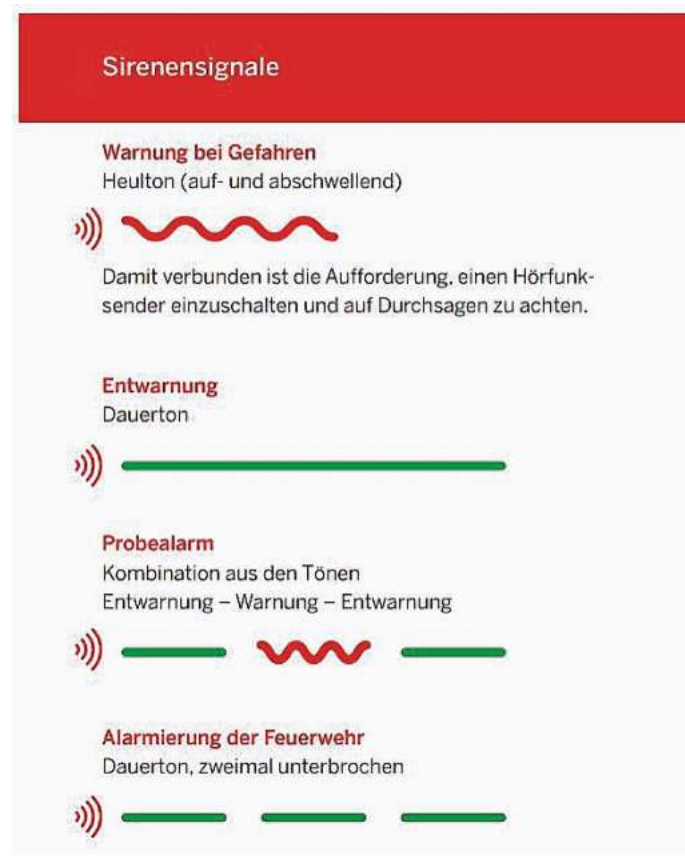 Sirenensignale
Warnung bei Gefahren
Heulton (auf- und abschwellend)
Damit verbunden ist die Aufforderung, einen Hörfunk-
sender einzuschalten und auf Durchsagen zu achten.
Entwarnung
Dauerton
Probealarm
Kombination aus den Tönen
Entwarnung – Warnung – Entwarnung
Alarmierung der Feuerwehr
Dauerton, zweimal unterbrochen